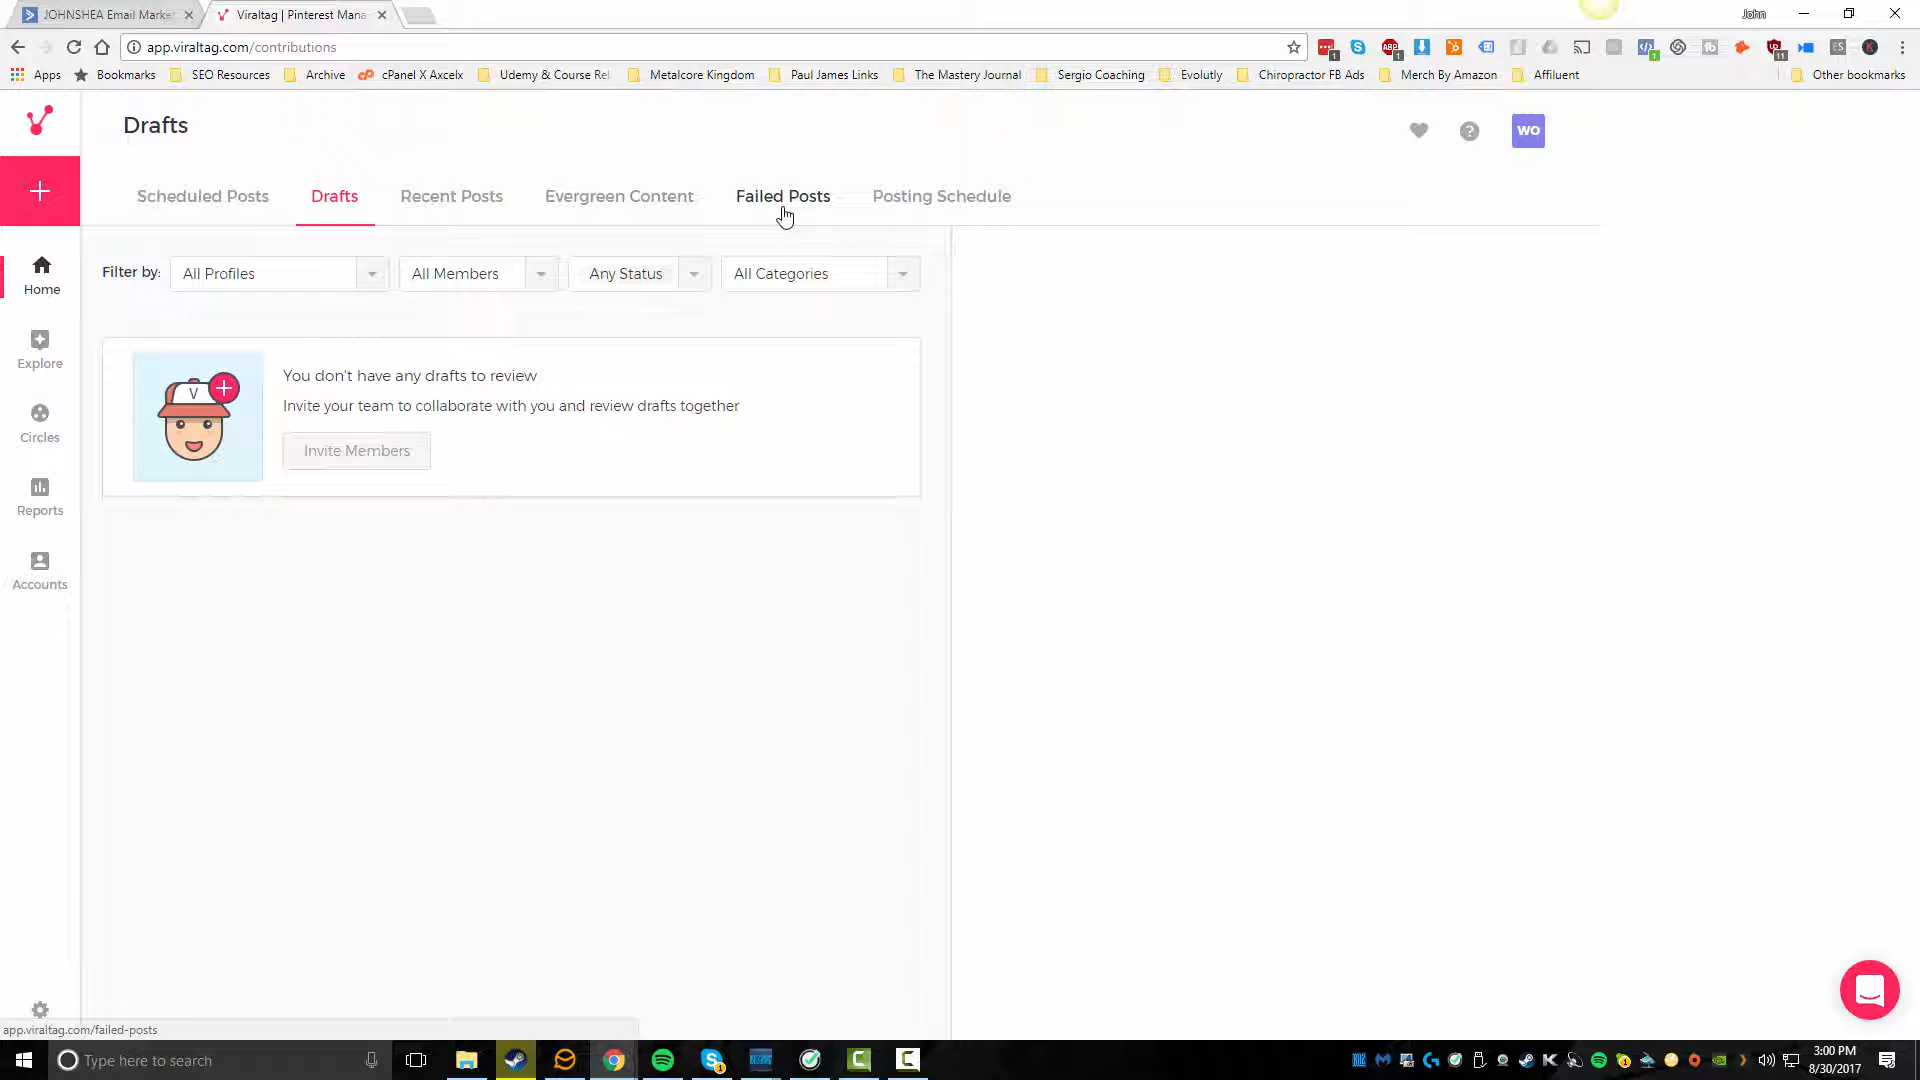 JOHNSHEA Email Marke
Viraltag | Pinterest Mana
John
app.viraltag.com/contributions
Apps
Bookmarks
SEO Resources
Archive
cPanel X Axcelx
Udemy & Course Rel
Metalcore Kingdom
Paul James Links
The Mastery Journal
Sergio Coaching
Evolutly
Chiropractor FB Ads
Merch By Amazon
Affiluent
Other bookmarks
Drafts
WO
Scheduled Posts
Drafts
Recent Posts
Evergreen Content
Failed Posts
Posting Schedule
Filter by:
All Profiles
All Members
Any Status
All Categories
Home
Explore
Circles
Reports
Accounts
V
You don't have any drafts to review
Invite your team to collaborate with you and review drafts together
Invite Members
app.viraltag.com/failed-posts
Type here to search
3:00 PM
8/30/2017